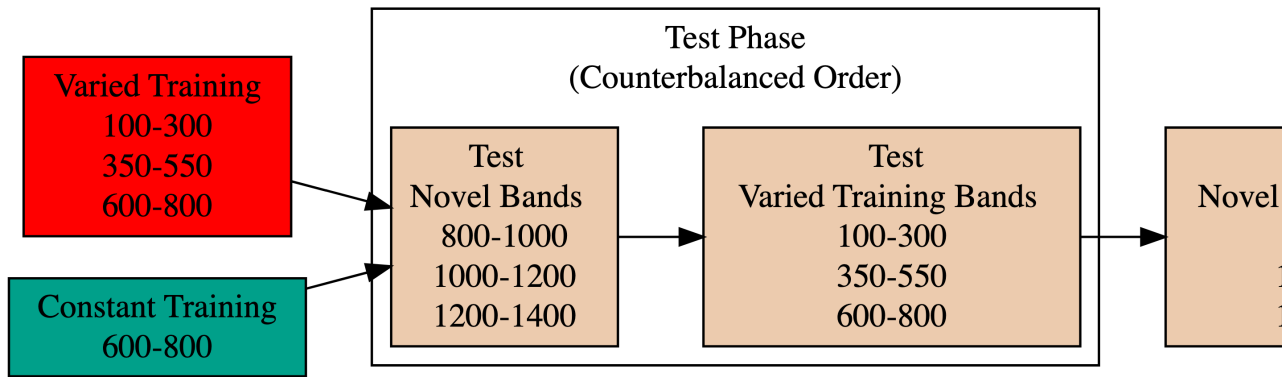 Varied Training
100-300
350-550
600-800
Constant Training
600-800
Test Phase
(Counterbalanced Order)
Test
Novel Bands
800-1000
1000-1200
1200-1400
Test
Varied Training Bands
100-300
350-550
600-800
Novel